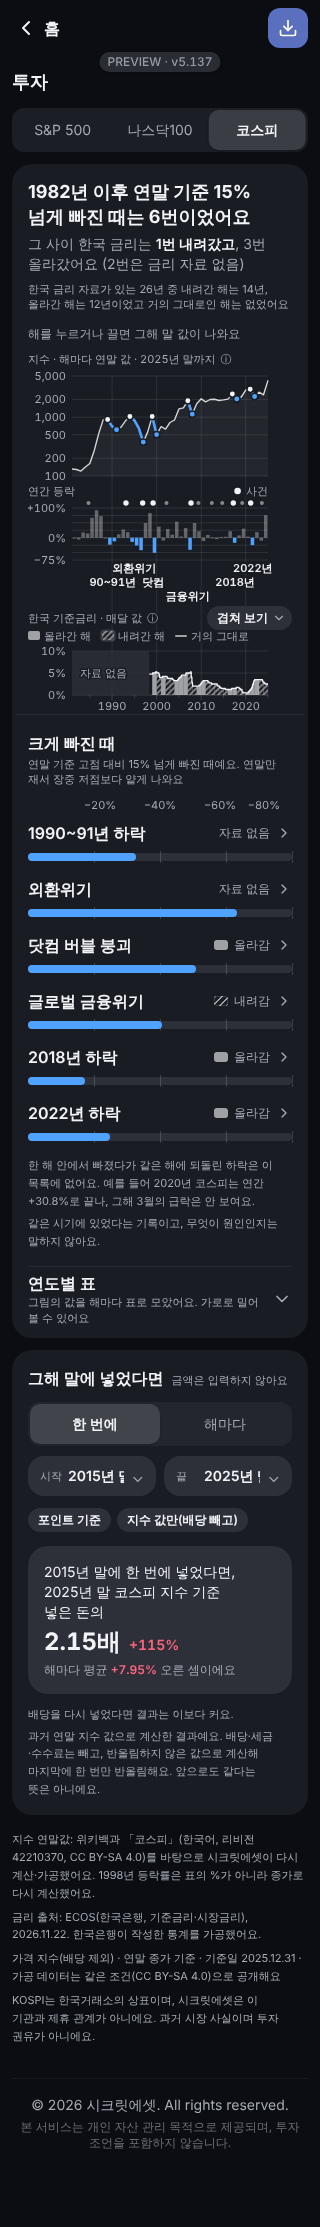 홈
PREVIEW · v5.137
투자
S&P 500 나스닥100 코스피
1982년 이후 연말 기준 15%
넘게 빠진 때는 6번이었어요
그 사이 한국 금리는 1번 내려갔고, 3번
올라갔어요 (2번은 금리 자료 없음)
한국 금리 자료가 있는 26년 중 내려간 해는 14년,
올라간 해는 12년이었고 거의 그대로인 해는 없었어요
해를 누르거나 끌면 그해 말 값이 나와요
지수 · 해마다 연말 값 · 2025년 말까지 ⓘ
5,000
2,000
1,000
500
200
100
연간 등락 사건
+100%
0%
−75%
외환위기 2022년
90~91년 닷컴 2018년
금융위기
한국 기준금리 · 매달 값 ⓘ 겹쳐 보기
올라간 해 내려간 해 거의 그대로
10%
5% 자료 없음
0%
1990 2000 2010 2020
크게 빠진 때
연말 기준 고점 대비 15% 넘게 빠진 때예요. 연말만
재서 장중 저점보다 얕게 나와요
−20% −40% −60% −80%
1990~91년 하락 자료 없음
외환위기 자료 없음
닷컴 버블 붕괴 올라감
글로벌 금융위기 내려감
2018년 하락 올라감
2022년 하락 올라감
한 해 안에서 빠졌다가 같은 해에 되돌린 하락은 이
목록에 없어요. 예를 들어 2020년 코스피는 연간
+30.8%로 끝나, 그해 3월의 급락은 안 보여요.
같은 시기에 있었다는 기록이고, 무엇이 원인인지는
말하지 않아요.
연도별 표
그림의 값을 해마다 표로 모았어요. 가로로 밀어
볼 수 있어요
그해 말에 넣었다면 금액은 입력하지 않아요
한 번에 해마다
시작 2015년 끝 2025년
포인트 기준 지수 값만(배당 빼고)
2015년 말에 한 번에 넣었다면,
2025년 말 코스피 지수 기준
넣은 돈의
2.15배 +115%
해마다 평균 +7.95% 오른 셈이에요
배당을 다시 넣었다면 결과는 이보다 커요.
과거 연말 지수 값으로 계산한 결과예요. 배당·세금
·수수료는 빼고, 반올림하지 않은 값으로 계산해
마지막에 한 번만 반올림해요. 앞으로도 같다는
뜻은 아니에요.
지수 연말값: 위키백과 「코스피」(한국어, 리비전
42210370, CC BY-SA 4.0)를 바탕으로 시크릿에셋이 다시
계산·가공했어요. 1998년 등락률은 표의 %가 아니라 종가로
다시 계산했어요.
금리 출처: ECOS(한국은행, 기준금리·시장금리),
2026.11.22. 한국은행이 작성한 통계를 가공했어요.
가격 지수(배당 제외) · 연말 종가 기준 · 기준일 2025.12.31 ·
가공 데이터는 같은 조건(CC BY-SA 4.0)으로 공개해요
KOSPI는 한국거래소의 상표이며, 시크릿에셋은 이
기관과 제휴 관계가 아니에요. 과거 시장 사실이며 투자
권유가 아니에요.
© 2026 시크릿에셋. All rights reserved.
본 서비스는 개인 자산 관리 목적으로 제공되며, 투자
조언을 포함하지 않습니다.